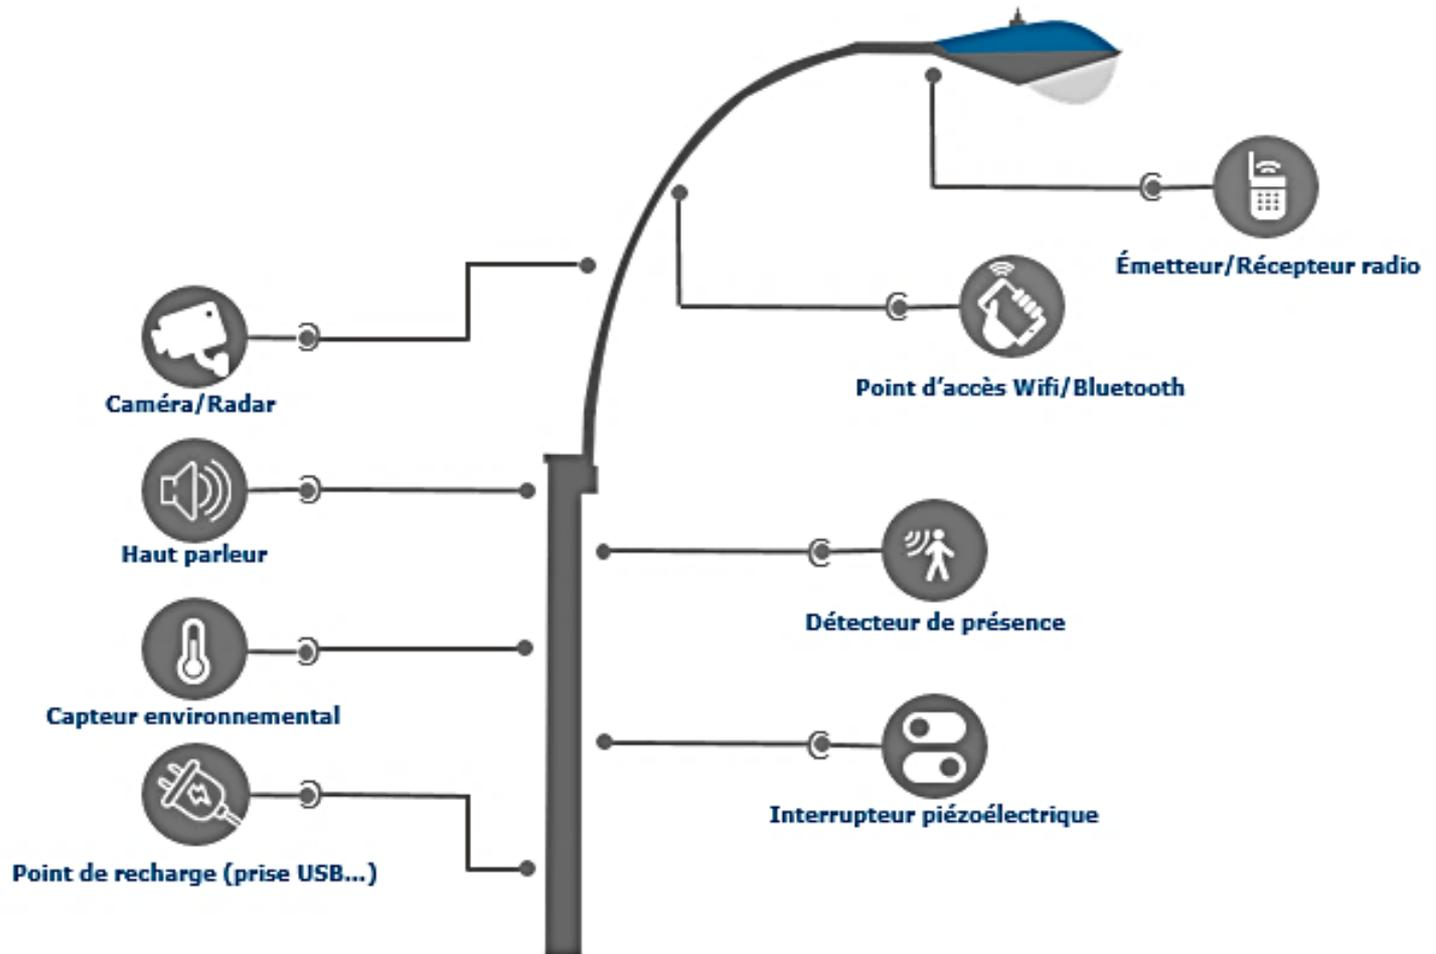 Émetteur/Récepteur radio
Point d’accès Wifi/Bluetooth
Caméra/Radar
Haut parleur
Détecteur de présence
Capteur environnemental
Interrupteur piézoélectrique
Point de recharge (prise USB...)